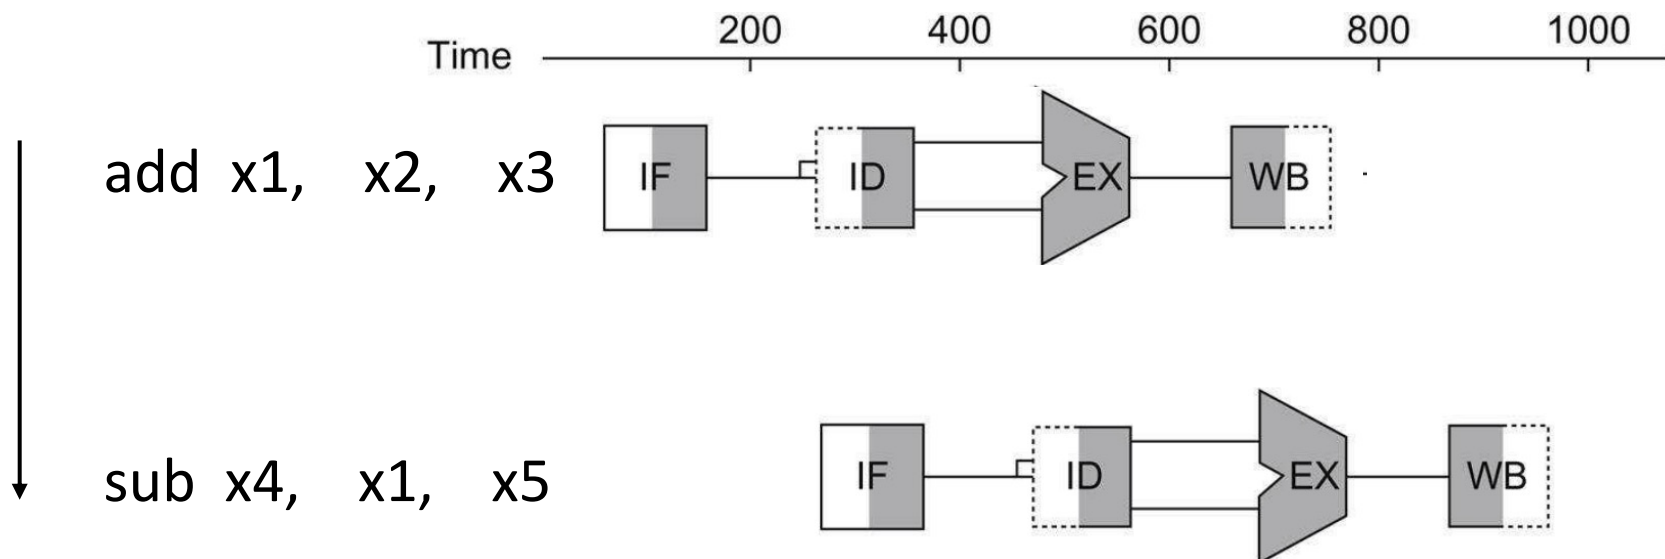 200 400 600 800 1000
Time
add x1, x2, x3 IF ID EX WB
sub x4, x1, x5 IF ID EX WB